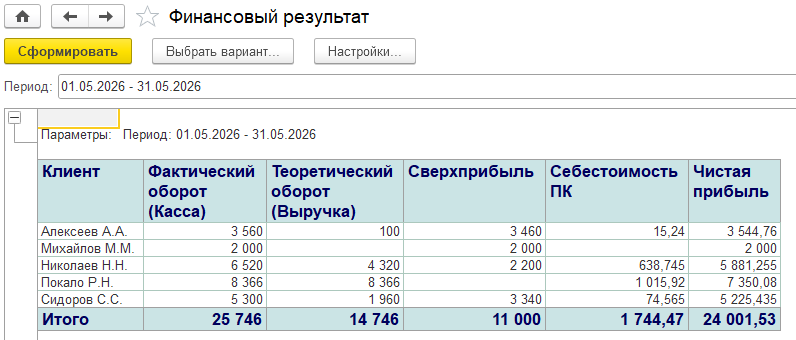 Финансовый результат
Сформировать Выбрать вариант... Настройки...
Период: 01.05.2026 - 31.05.2026
Параметры: Период: 01.05.2026 - 31.05.2026
Клиент Фактический оборот (Касса) Теоретический оборот (Выручка) Сверхприбыль Себестоимость ПК Чистая прибыль
Алексеев А.А. 3 560 100 3 460 15,24 3 544,76
Михайлов М.М. 2 000 2 000 2 000
Николаев Н.Н. 6 520 4 320 2 200 638,745 5 881,255
Покало Р.Н. 8 366 8 366 1 015,92 7 350,08
Сидоров С.С. 5 300 1 960 3 340 74,565 5 225,435
Итого 25 746 14 746 11 000 1 744,47 24 001,53